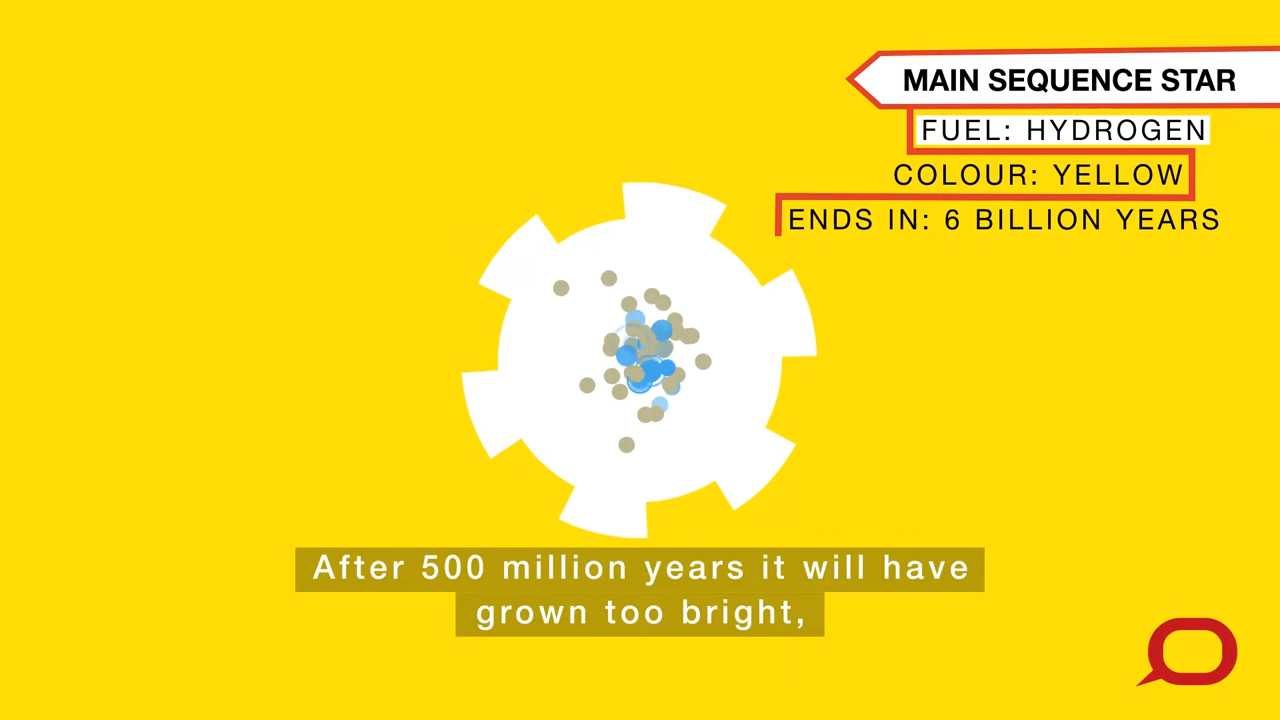 MAIN SEQUENCE STAR
FUEL: HYDROGEN
COLOUR: YELLOW
ENDS IN: 6 BILLION YEARS
After 500 million years it will have
grown too bright,